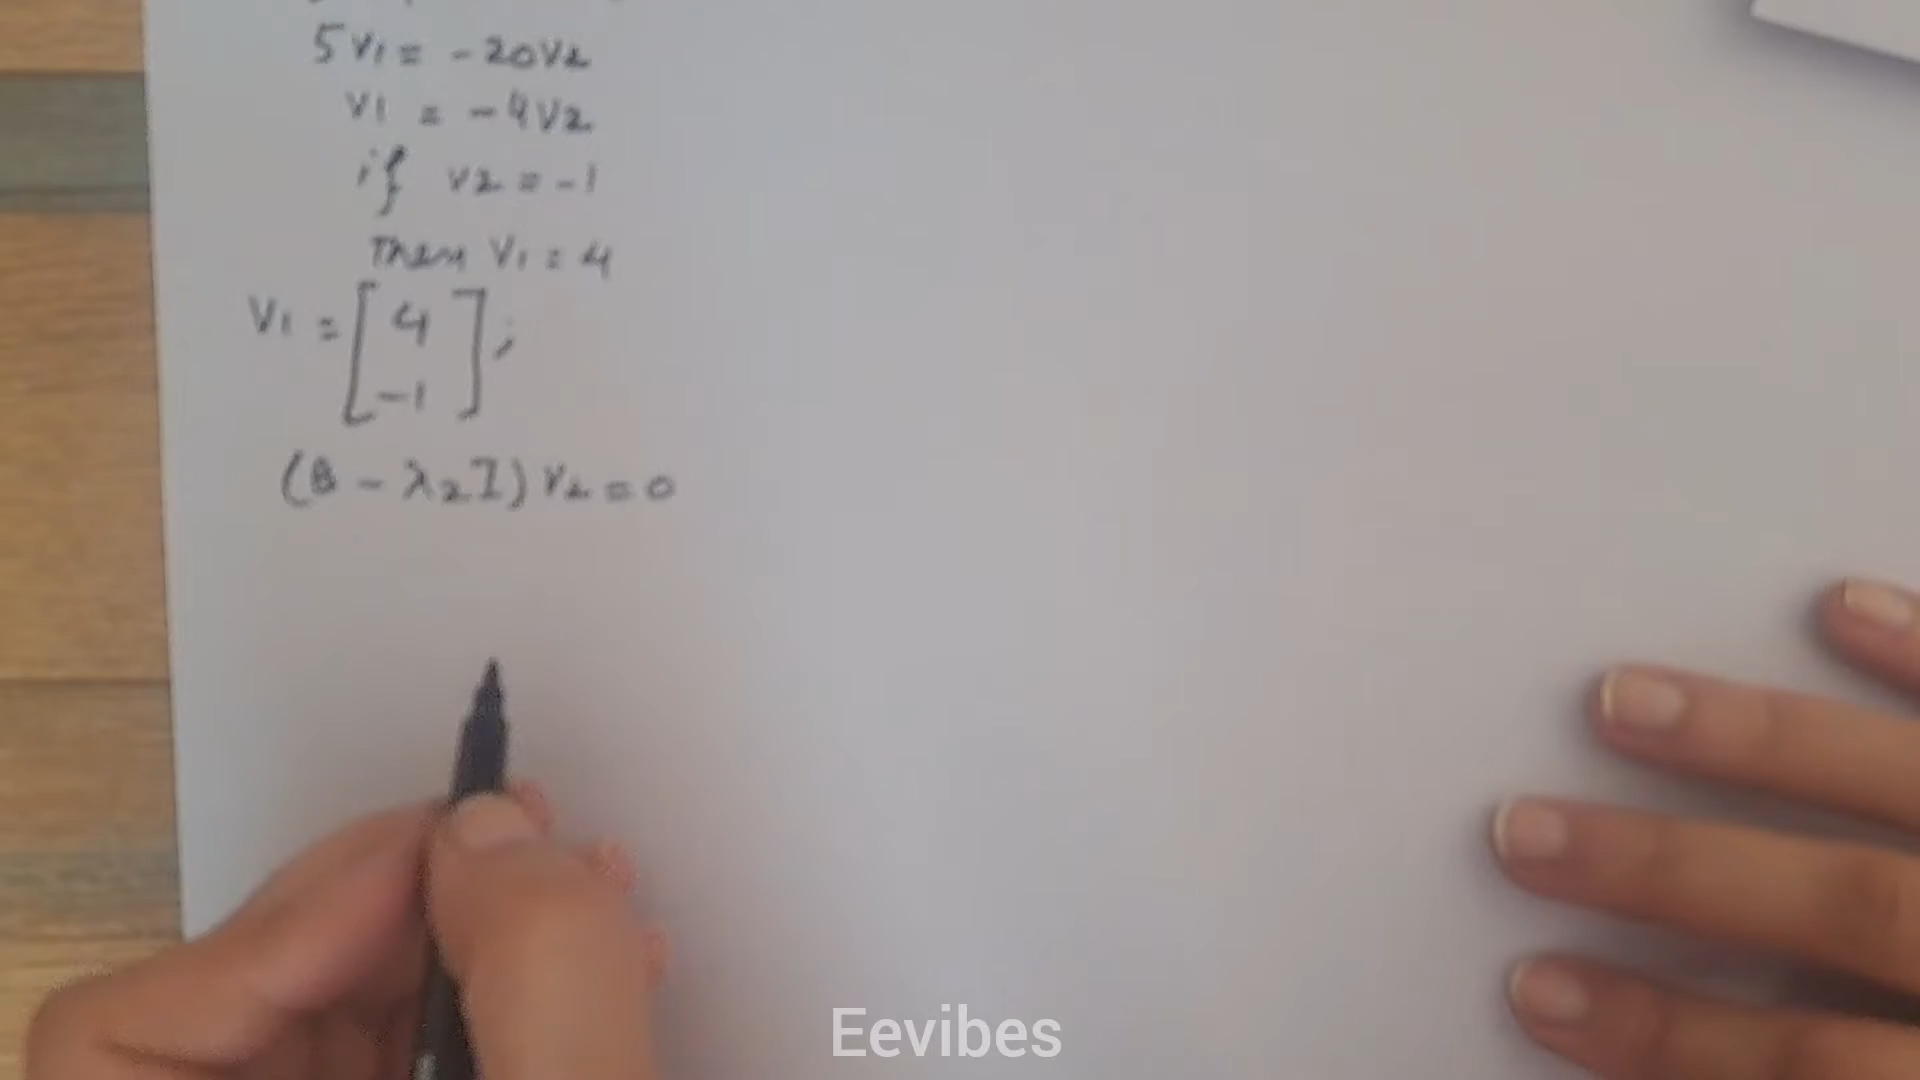 5V1 = -20V2
V1 = -4V2
if V2 = -1
Then V1 = 4
V1 = [4
-1];
(B - λ2I) V2 = 0
Eevibes